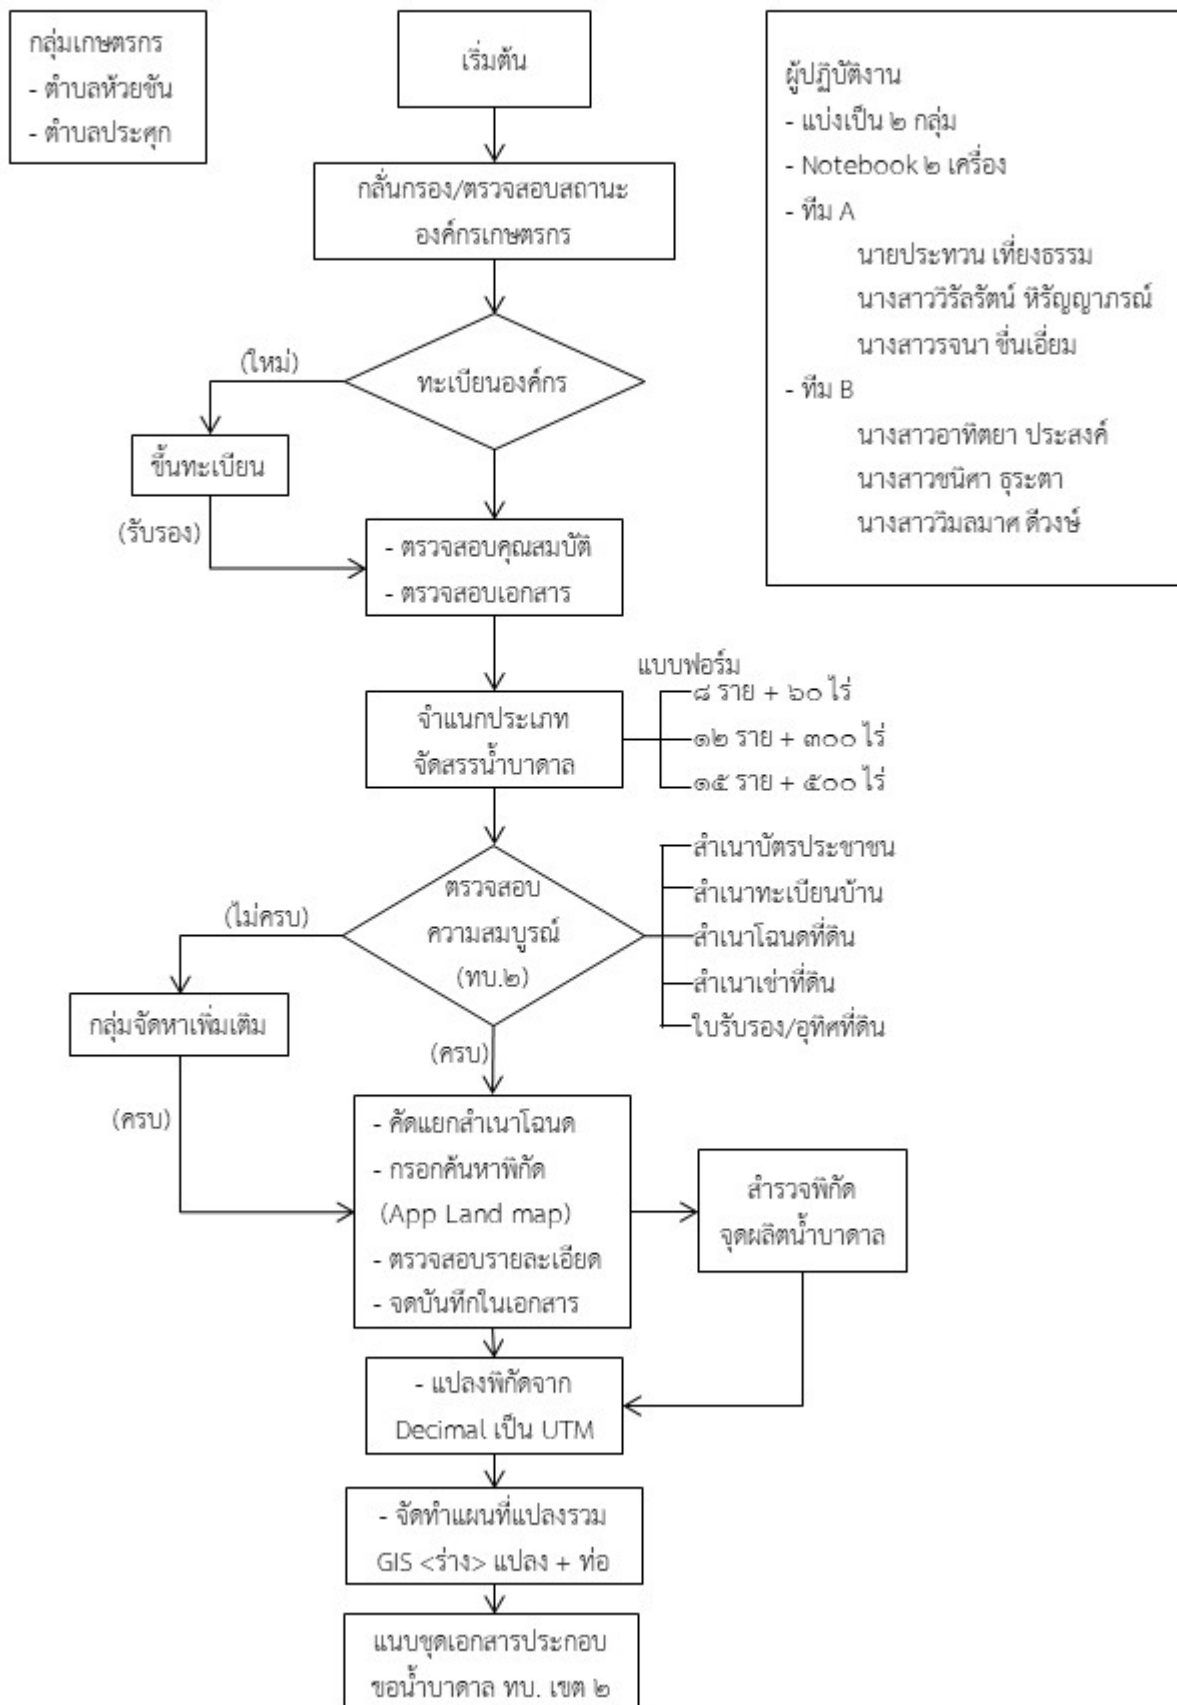 กลุ่มเกษตรกร
- ตำบลห้วยชัน
- ตำบลประศุก
เริ่มต้น
ผู้ปฏิบัติงาน
- แบ่งเป็น ๒ กลุ่ม
- Notebook ๒ เครื่อง
- ทีม A
นายประทวน เที่ยงธรรม
นางสาววิรัลรัตน์ หิรัญญาภรณ์
นางสาวรจนา ชื่นเอี่ยม
- ทีม B
นางสาวอาทิตยา ประสงค์
นางสาวชนิศา ธุระตา
นางสาววิมลมาศ ดีวงษ์
กลั่นกรอง/ตรวจสอบสถานะ
องค์กรเกษตรกร
(ใหม่)
ทะเบียนองค์กร
ขึ้นทะเบียน
(รับรอง)
- ตรวจสอบคุณสมบัติ
- ตรวจสอบเอกสาร
จำแนกประเภท
จัดสรรน้ำบาดาล
แบบฟอร์ม
๘ ราย + ๖๐ ไร่
๑๒ ราย + ๓๐๐ ไร่
๑๕ ราย + ๕๐๐ ไร่
ตรวจสอบ
ความสมบูรณ์
(ทบ.๒)
สำเนาบัตรประชาชน
สำเนาทะเบียนบ้าน
สำเนาโฉนดที่ดิน
สำเนาเช่าที่ดิน
ใบรับรอง/อุทิศที่ดิน
(ไม่ครบ)
กลุ่มจัดหาเพิ่มเติม
(ครบ)
(ครบ)
- คัดแยกสำเนาโฉนด
- กรอกค้นหาพิกัด
(App Land map)
- ตรวจสอบรายละเอียด
- จดบันทึกในเอกสาร
สำรวจพิกัด
จุดผลิตน้ำบาดาล
- แปลงพิกัดจาก
Decimal เป็น UTM
- จัดทำแผนที่แปลงรวม
GIS <ร่าง> แปลง + ท่อ
แนบชุดเอกสารประกอบ
ขอน้ำบาดาล ทบ. เขต ๒